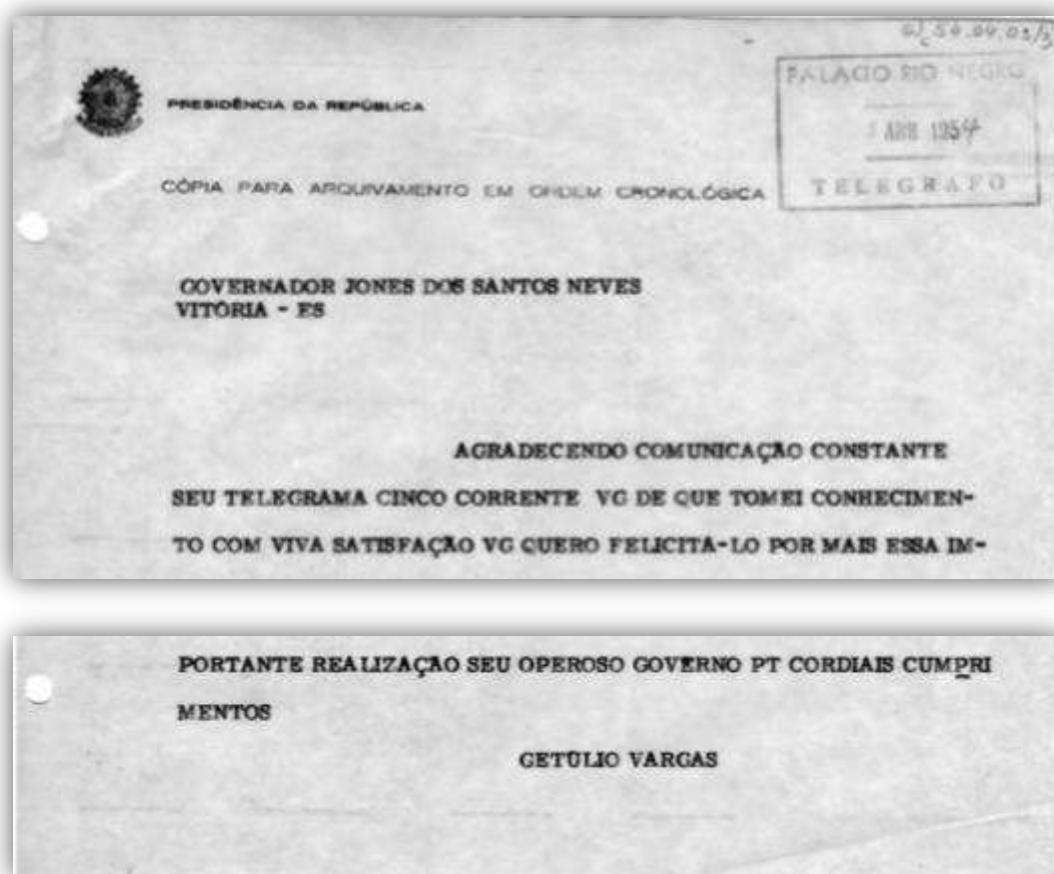 PALACIO RIO NEGRO
PRESIDÊNCIA DA REPÚBLICA
ABR 1954
CÓPIA PARA ARQUIVAMENTO EM ORDEM CRONOLÓGICA
TELEGRAFO
GOVERNADOR JONES DOS SANTOS NEVES
VITÓRIA - ES
AGRADECENDO COMUNICAÇÃO CONSTANTE
SEU TELEGRAMA CINCO CORRENTE VG DE QUE TOMEI CONHECIMEN-
TO COM VIVA SATISFAÇÃO VG QUERO FELICITÁ-LO POR MAIS ESSA IM-
PORTANTE REALIZAÇÃO SEU OPEROSO GOVERNO PT CORDIAIS CUMPRI
MENTOS
GETÚLIO VARGAS